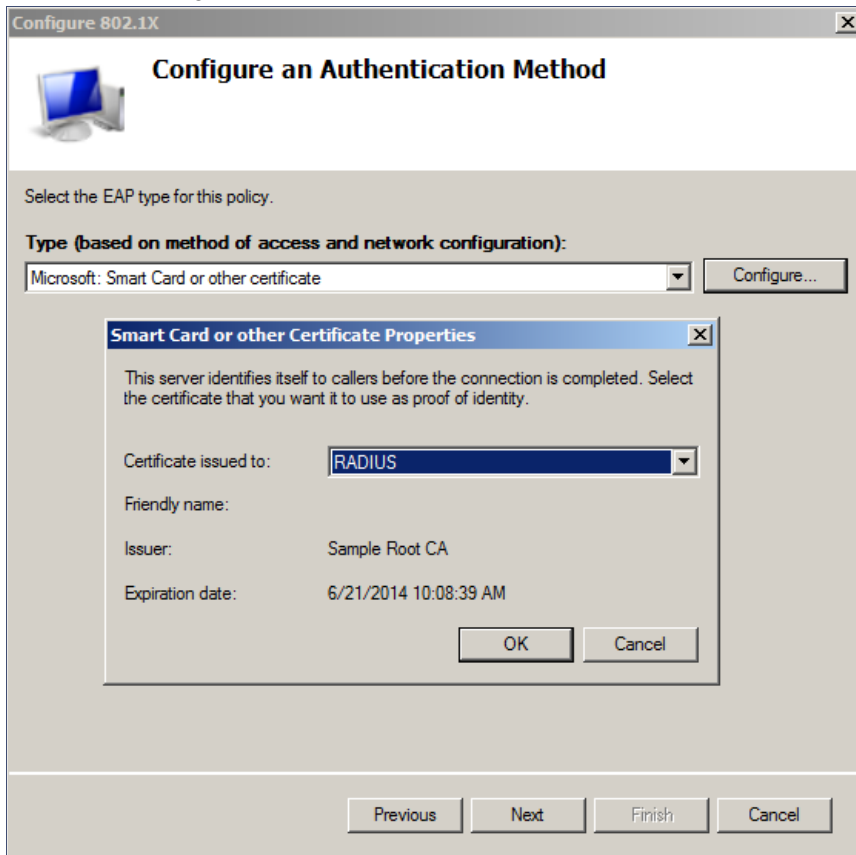 Configure 802.1X
Configure an Authentication Method
Select the EAP type for this policy.
Type (based on method of access and network configuration):
Microsoft: Smart Card or other certificate
Configure...
Smart Card or other Certificate Properties
This server identifies itself to callers before the connection is completed. Select
the certificate that you want it to use as proof of identity.
Certificate issued to: RADIUS
Friendly name:
Issuer: Sample Root CA
Expiration date: 6/21/2014 10:08:39 AM
OK Cancel
Previous Next Finish Cancel